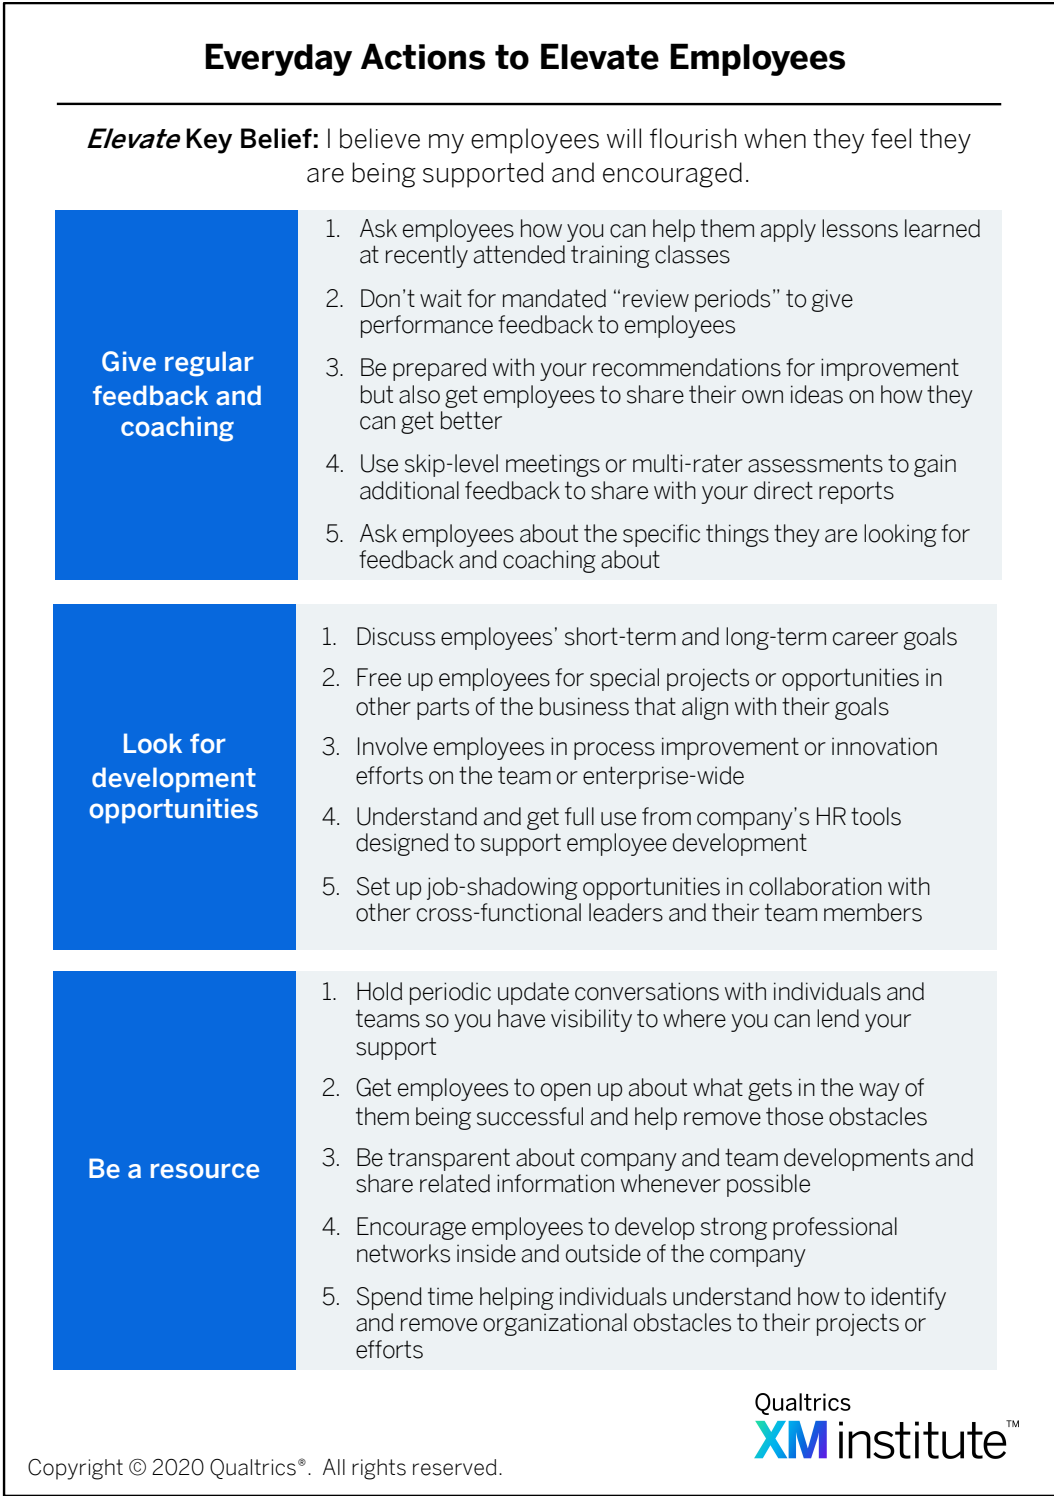 Everyday Actions to Elevate Employees
Elevate Key Belief: I believe my employees will flourish when they feel they
are being supported and encouraged.
Give regular
feedback and
coaching
1. Ask employees how you can help them apply lessons learned
at recently attended training classes
2. Don’t wait for mandated “review periods” to give
performance feedback to employees
3. Be prepared with your recommendations for improvement
but also get employees to share their own ideas on how they
can get better
4. Use skip-level meetings or multi-rater assessments to gain
additional feedback to share with your direct reports
5. Ask employees about the specific things they are looking for
feedback and coaching about
Look for
development
opportunities
1. Discuss employees’ short-term and long-term career goals
2. Free up employees for special projects or opportunities in
other parts of the business that align with their goals
3. Involve employees in process improvement or innovation
efforts on the team or enterprise-wide
4. Understand and get full use from company’s HR tools
designed to support employee development
5. Set up job-shadowing opportunities in collaboration with
other cross-functional leaders and their team members
Be a resource
1. Hold periodic update conversations with individuals and
teams so you have visibility to where you can lend your
support
2. Get employees to open up about what gets in the way of
them being successful and help remove those obstacles
3. Be transparent about company and team developments and
share related information whenever possible
4. Encourage employees to develop strong professional
networks inside and outside of the company
5. Spend time helping individuals understand how to identify
and remove organizational obstacles to their projects or
efforts
Qualtrics
XM institute™
Copyright © 2020 Qualtrics®. All rights reserved.